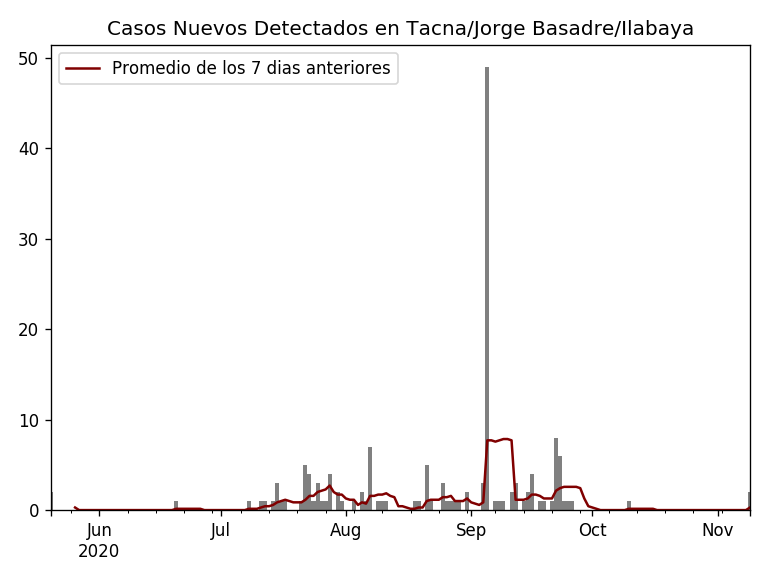 Casos Nuevos Detectados en Tacna/Jorge Basadre/Ilabaya
Promedio de los 7 dias anteriores
50
40
30
20
10
0
Jun Jul Aug Sep Oct Nov
2020